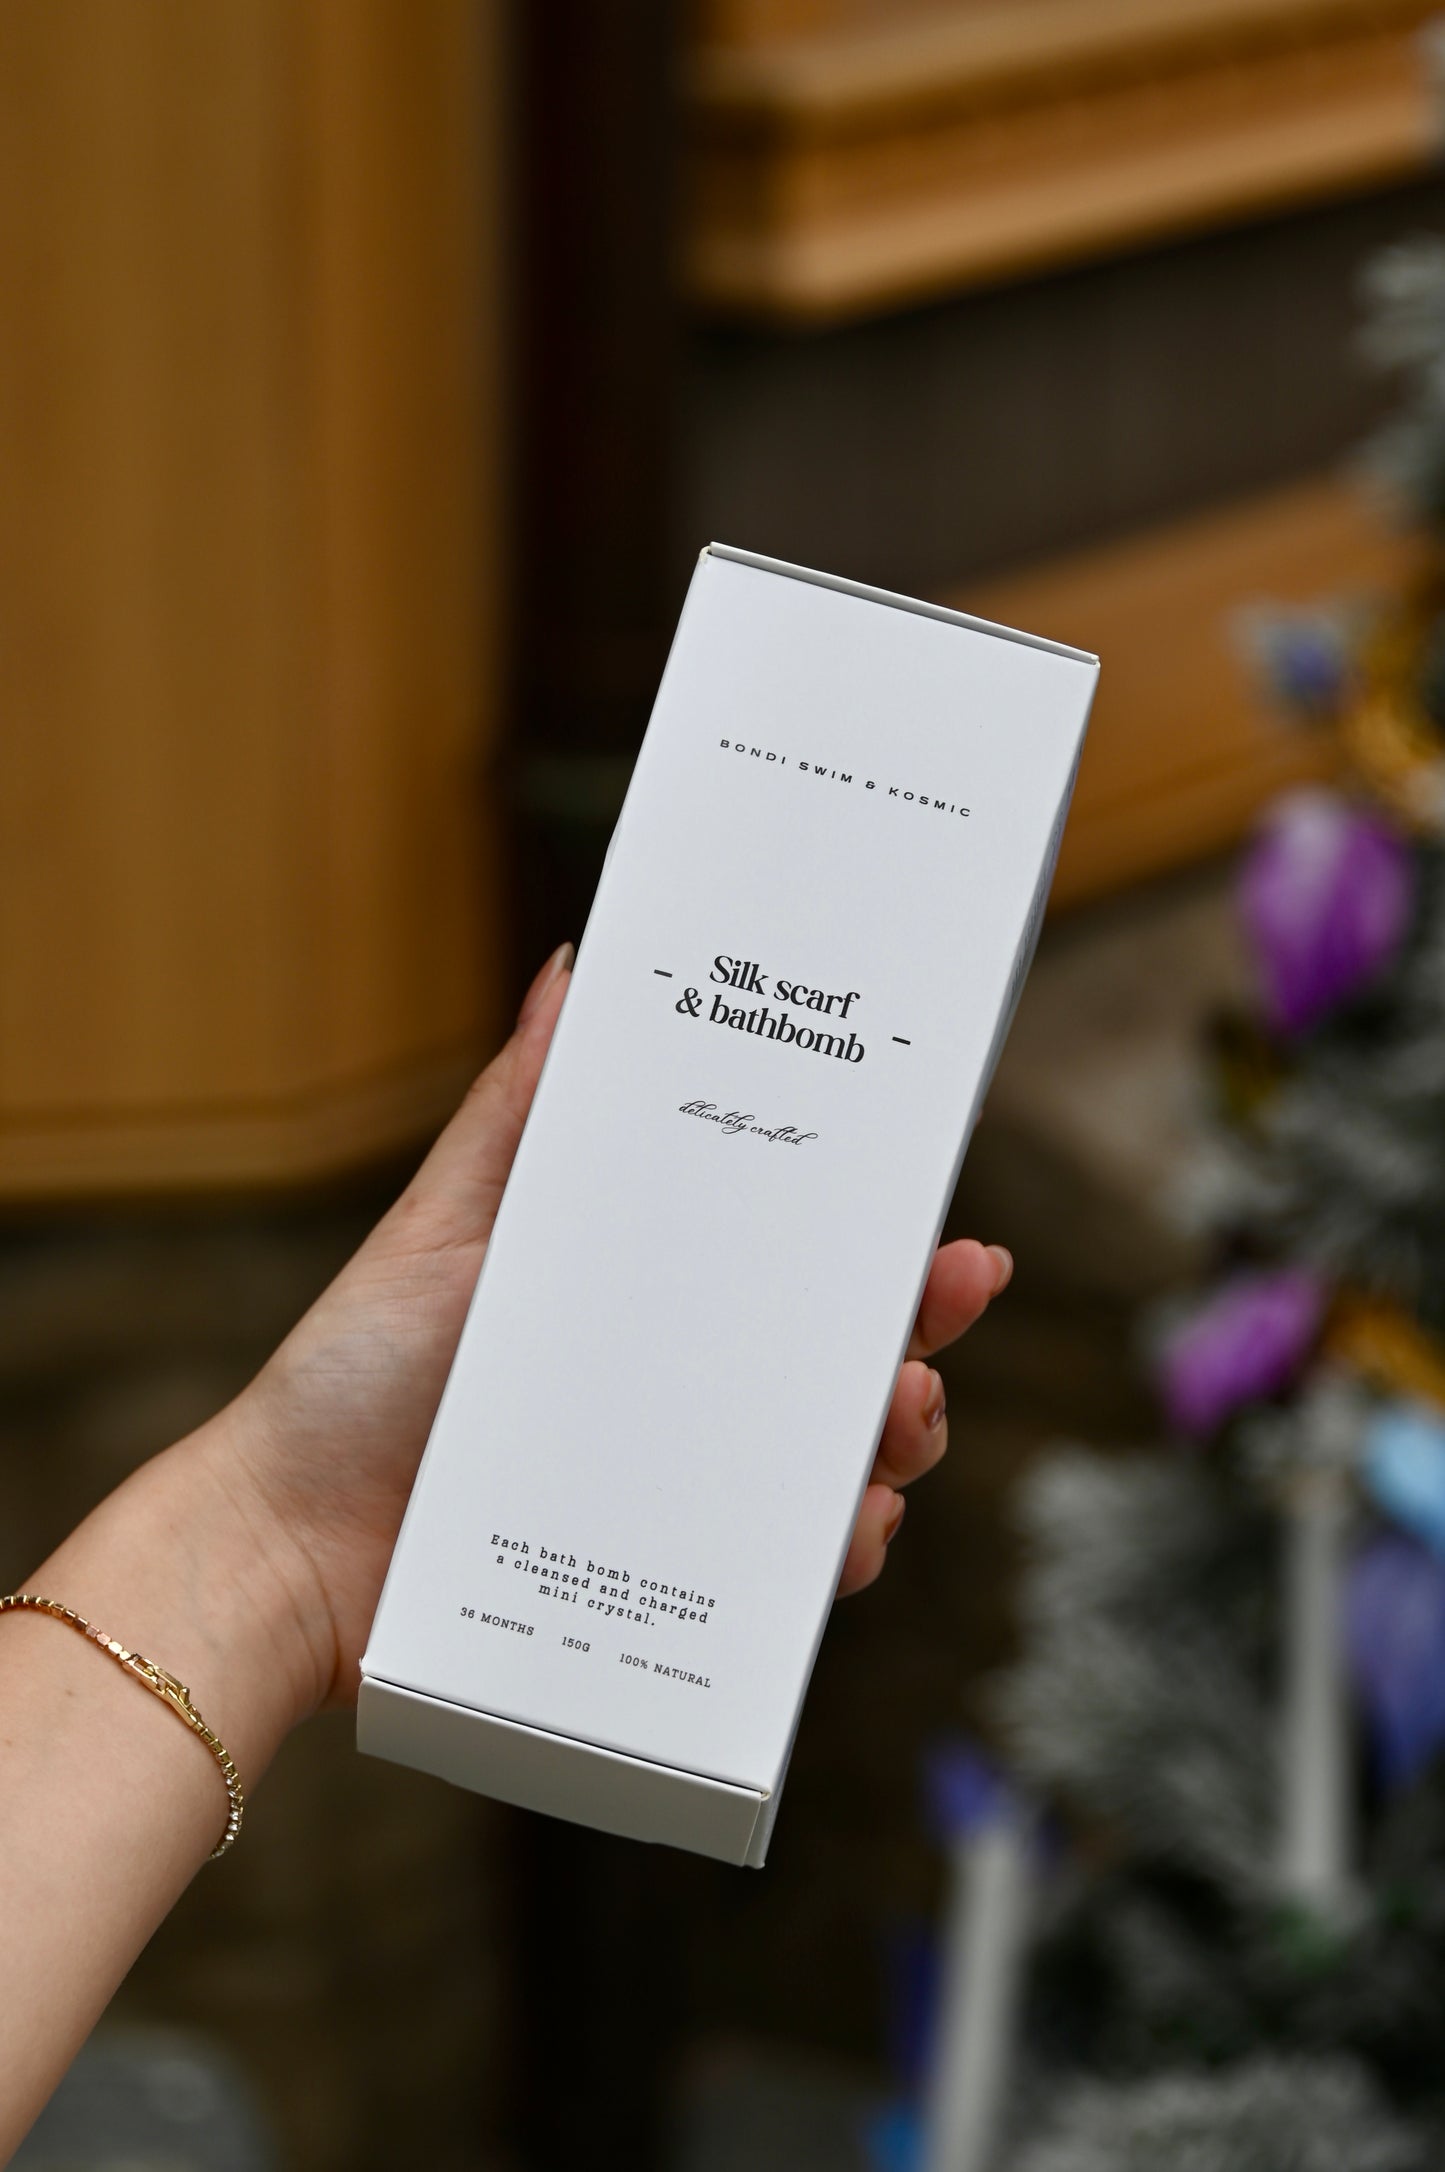 BONDI SWIM & KOSMIC
Silk scarf
& bathbomb
delicately crafted
Each bath bomb contains
a cleansed and charged
mini crystal.
36 MONTHS 150G 100% NATURAL